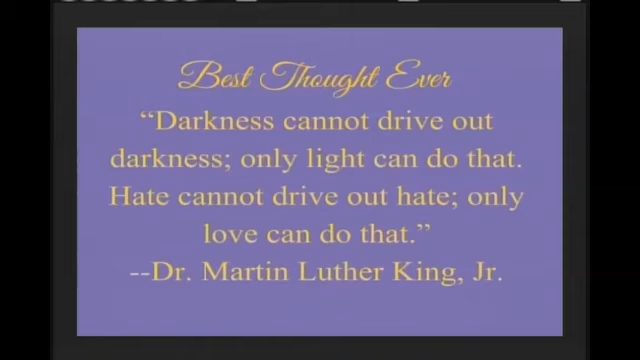 Best Thought Ever
“Darkness cannot drive out
darkness; only light can do that.
Hate cannot drive out hate; only
love can do that.”
--Dr. Martin Luther King, Jr.